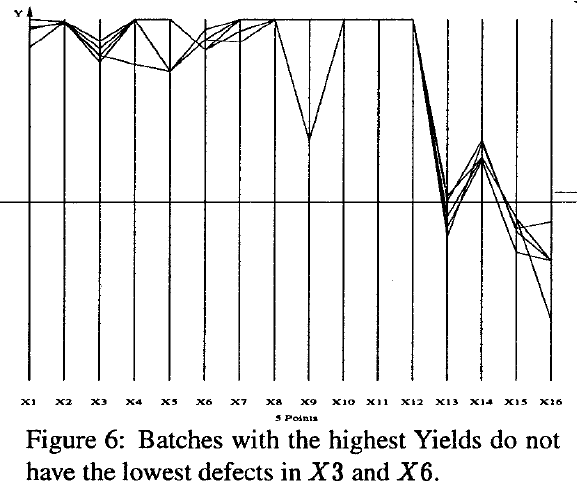 Y
X1 X2 X3 X4 X5 X6 X7 X8 X9 X10 X11 X12 X13 X14 X15 X16
5 Points
Figure 6: Batches with the highest Yields do not
have the lowest defects in X3 and X6.